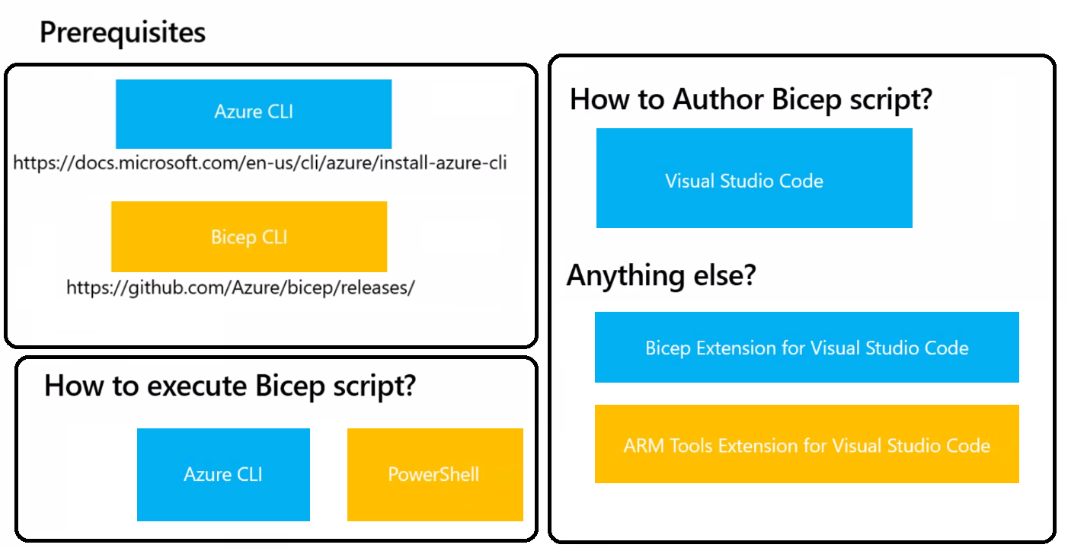 Prerequisites
Azure CLI
https://docs.microsoft.com/en-us/cli/azure/install-azure-cli
Bicep CLI
https://github.com/Azure/bicep/releases/
How to execute Bicep script?
Azure CLI
PowerShell
How to Author Bicep script?
Visual Studio Code
Anything else?
Bicep Extension for Visual Studio Code
ARM Tools Extension for Visual Studio Code